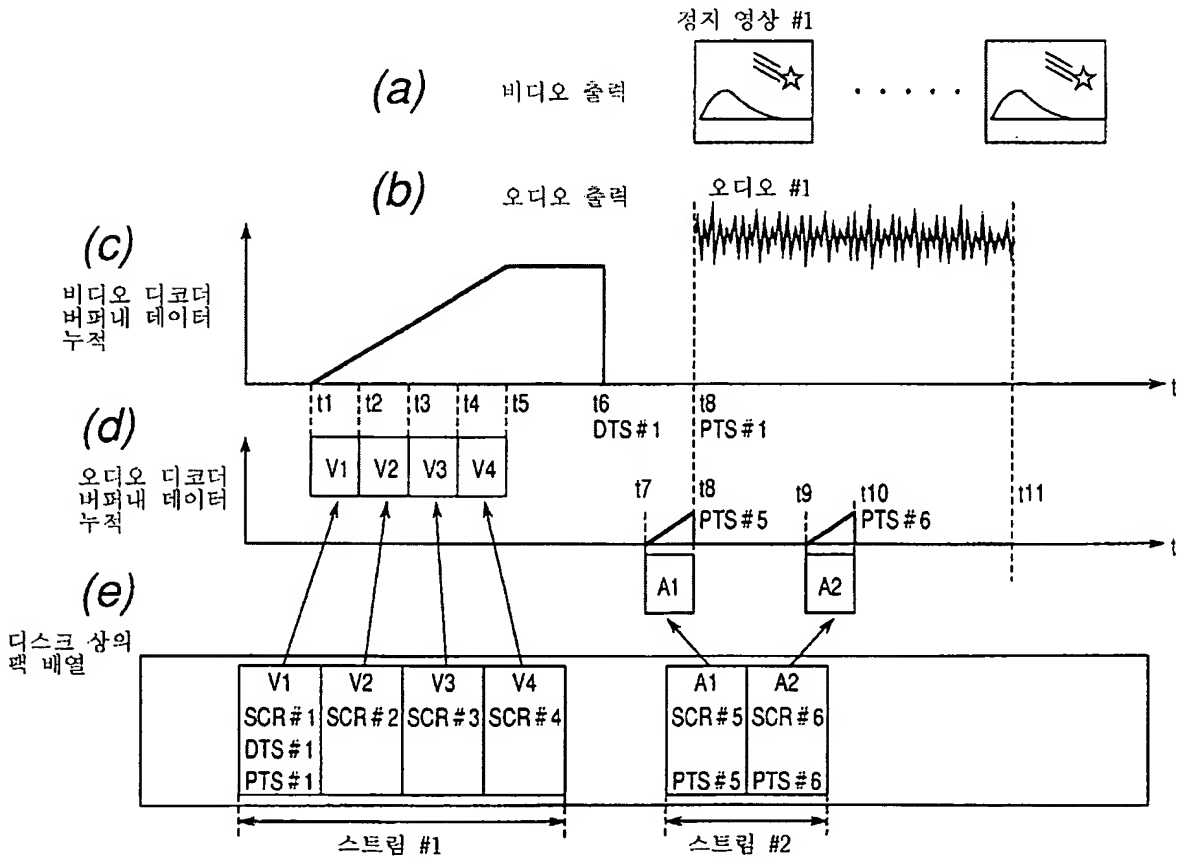 정지 영상 #1
(a) 비디오 출력
(b) 오디오 출력
오디오 #1
(c)
비디오 디코더
버퍼내 데이터
누적
t
t1 t2 t3 t4 t5 t6 t8
DTS #1 PTS #1
(d)
오디오 디코더
버퍼내 데이터
누적
V1 V2 V3 V4
t7 t8 t9 t10 t11
PTS #5 PTS #6
t
A1 A2
(e)
디스크 상의
팩 배열
V1 V2 V3 V4 A1 A2
SCR #1 SCR #2 SCR #3 SCR #4 SCR #5 SCR #6
DTS #1
PTS #1 PTS #5 PTS #6
스트림 #1 스트림 #2